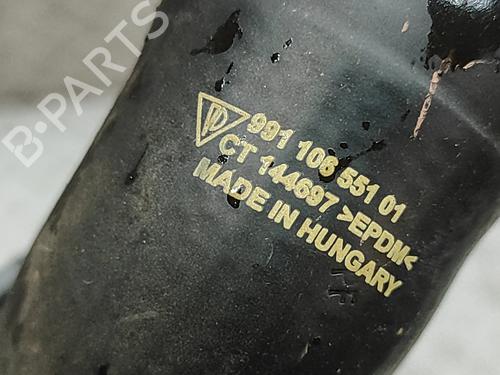 B-PARTS
991 106 551 01
CT 144697 >EPDM<
MADE IN HUNGARY